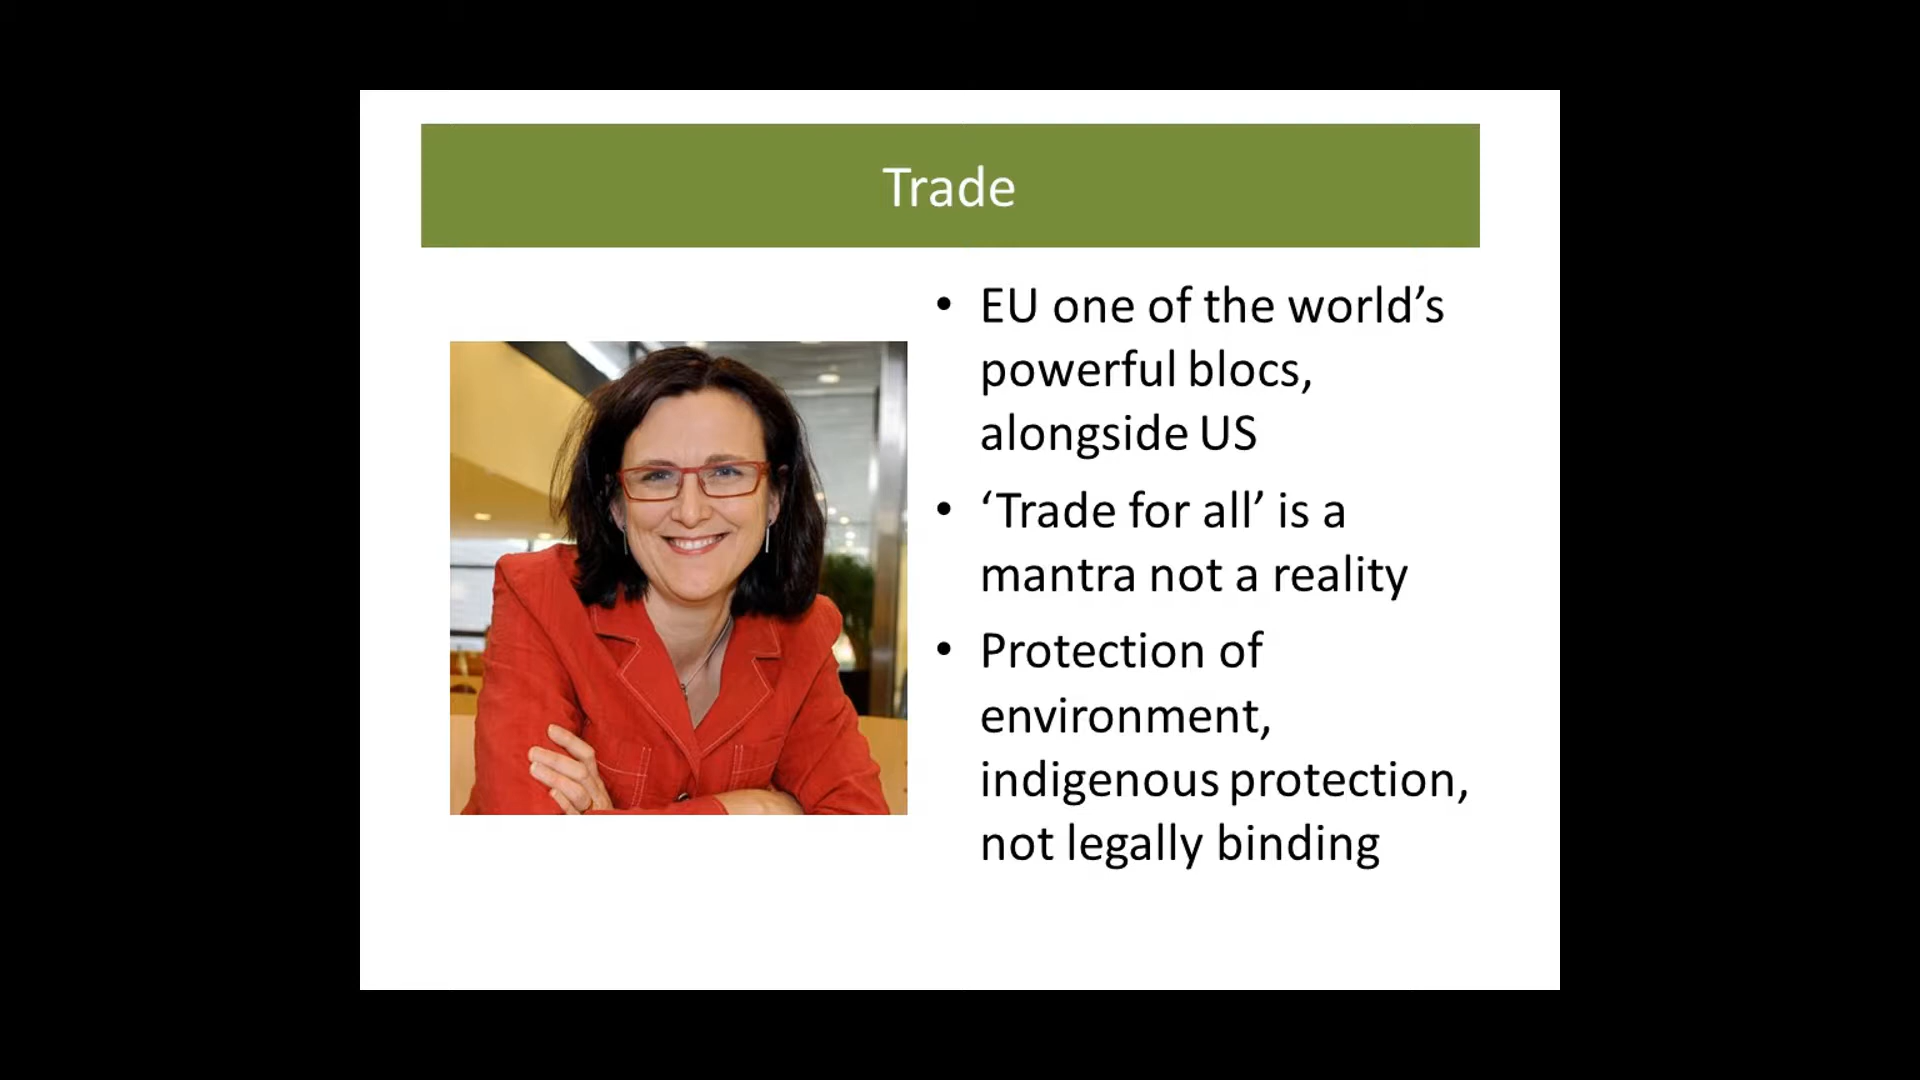 Trade
• EU one of the world’s
powerful blocs,
alongside US
• ‘Trade for all’ is a
mantra not a reality
• Protection of
environment,
indigenous protection,
not legally binding